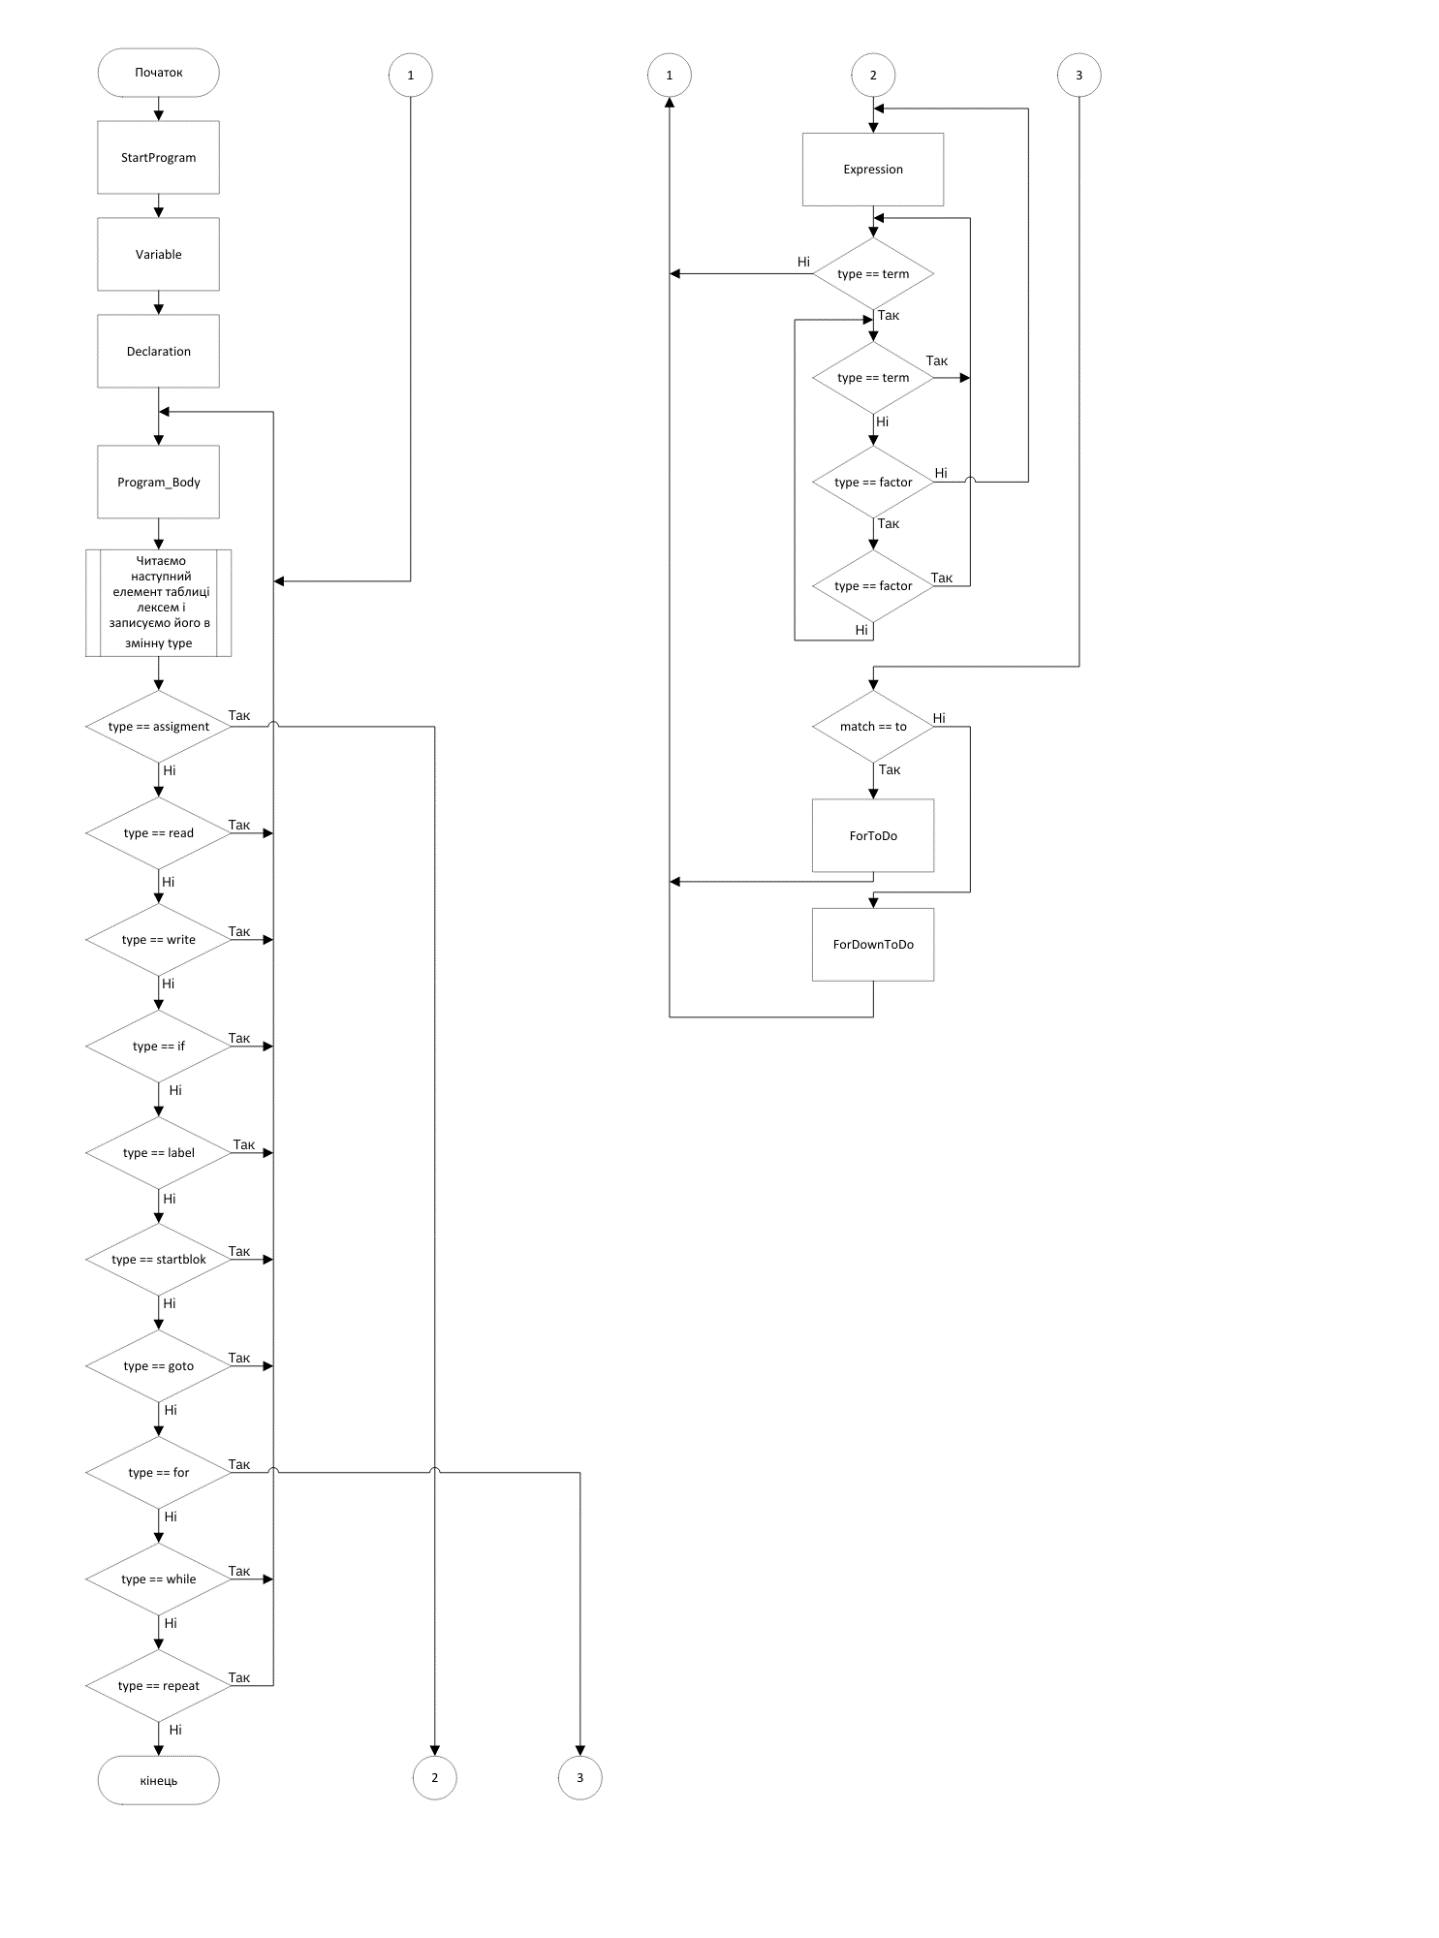 Початок
StartProgram
Variable
Declaration
Program_Body
Читаємо
наступний
елемент таблиці
лексем і
записуємо його в
змінну type
type == assigment
Так
Ні
type == read
Так
Ні
type == write
Так
Ні
type == if
Так
Ні
type == label
Так
Ні
type == startblok
Так
Ні
type == goto
Так
Ні
type == for
Так
Ні
type == while
Так
Ні
type == repeat
Так
Ні
кінець
1
2
3
1
2
3
Expression
Ні
type == term
Так
type == term
Так
Ні
type == factor
Ні
Так
type == factor
Так
Ні
match == to
Ні
Так
ForToDo
ForDownToDo